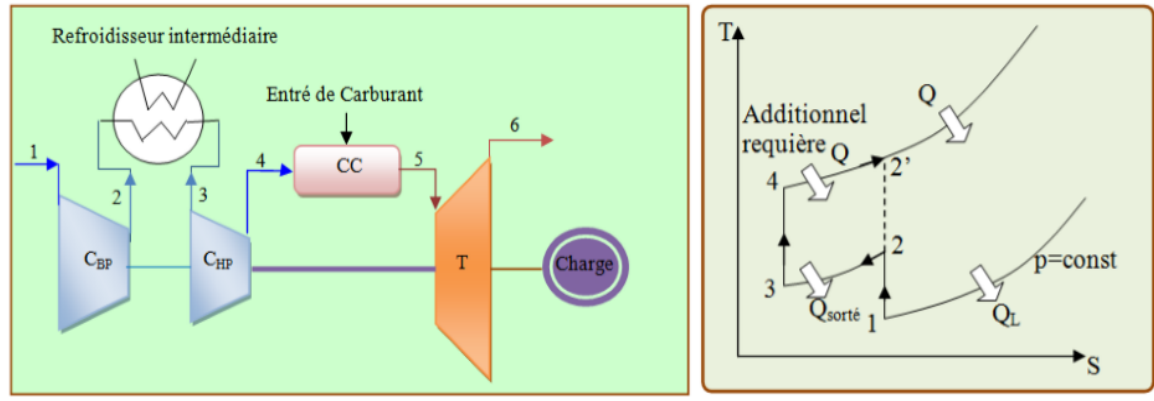 Refroidisseur intermédiaire
Entré de Carburant
1
2
3
4
CC
5
6
C_BP
C_HP
T
Charge
T
Q
Additionnel
requière
Q
4
2'
2
3
Q_sorté
1
Q_L
p=const
S